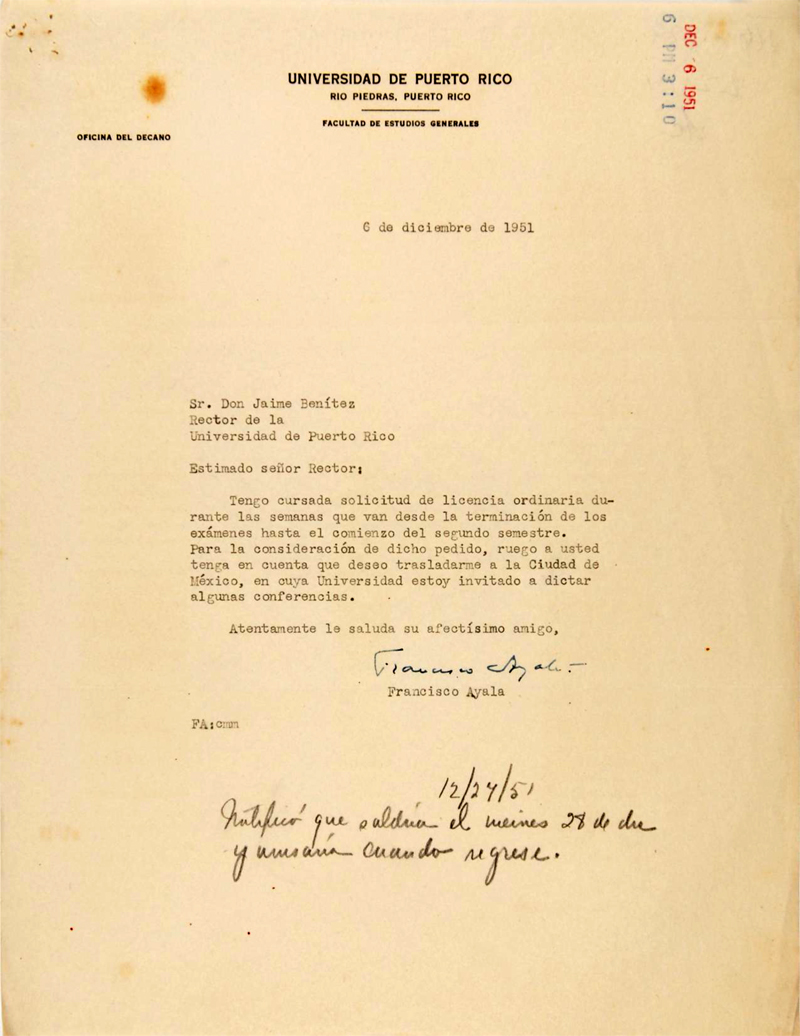 UNIVERSIDAD DE PUERTO RICO
RIO PIEDRAS, PUERTO RICO
FACULTAD DE ESTUDIOS GENERALES
OFICINA DEL DECANO
DEC 6 1951
6 de diciembre de 1951
Sr. Don Jaime Benítez
Rector de la
Universidad de Puerto Rico
Estimado señor Rector:
Tengo cursada solicitud de licencia ordinaria du-
rante las semanas que van desde la terminación de los
exámenes hasta el comienzo del segundo semestre.
Para la consideración de dicho pedido, ruego a usted
tenga en cuenta que deseo trasladarme a la Ciudad de
México, en cuya Universidad estoy invitado a dictar
algunas conferencias.
Atentamente le saluda su afectísimo amigo,
Francisco Ayala
Francisco Ayala
FA:cmm
12/27/51
Notificó que saldría el viernes 28 de dic
y avisaría cuando regrese.